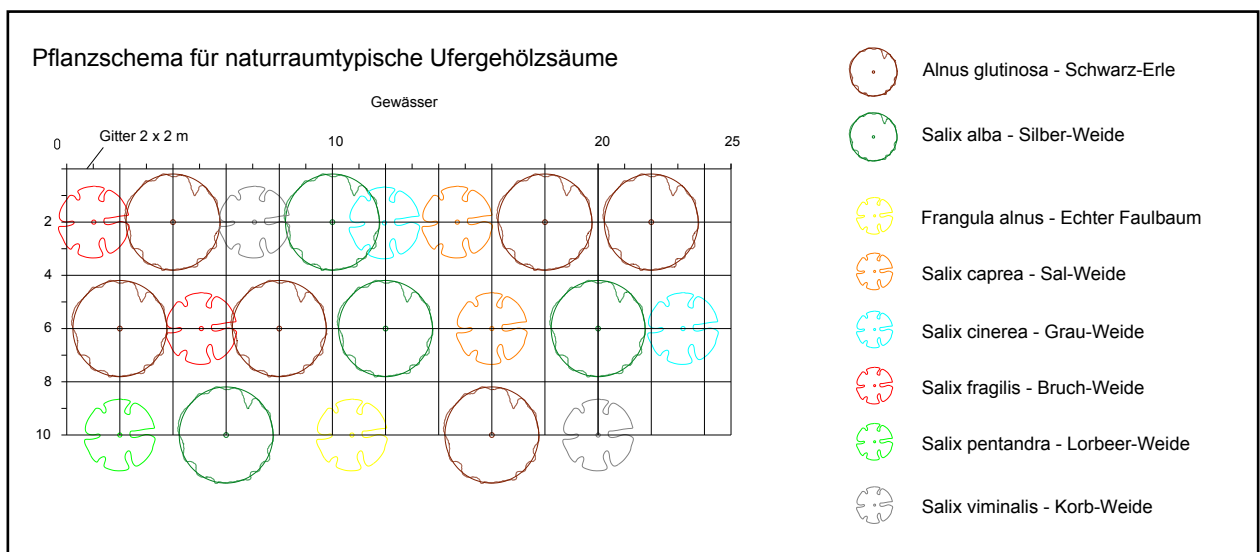 Pflanzschema für naturraumtypische Ufergehölzsäume
Gewässer
Gitter 2 x 2 m
0 10 20 25
2
4
6
8
10
Alnus glutinosa - Schwarz-Erle
Salix alba - Silber-Weide
Frangula alnus - Echter Faulbaum
Salix caprea - Sal-Weide
Salix cinerea - Grau-Weide
Salix fragilis - Bruch-Weide
Salix pentandra - Lorbeer-Weide
Salix viminalis - Korb-Weide